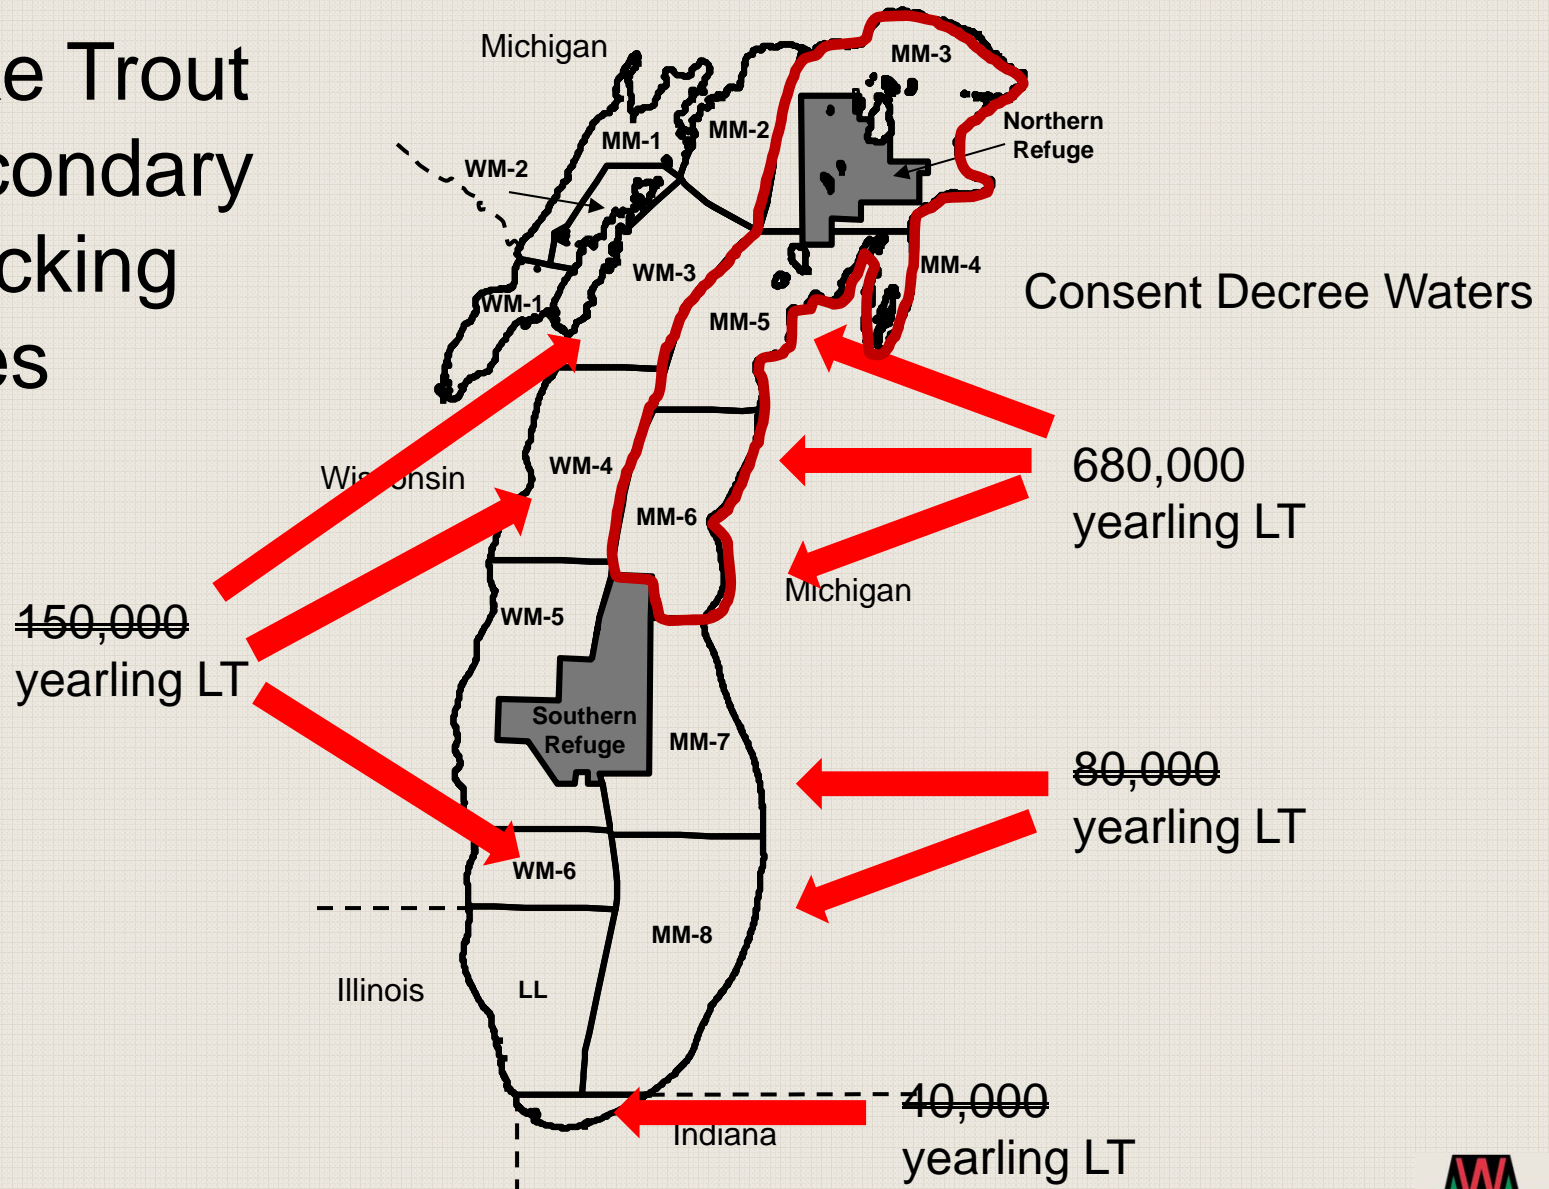 ke Trout
condary
cking
es
Michigan
MM-3
MM-1
MM-2
Northern
Refuge
WM-2
WM-3
MM-4
Consent Decree Waters
WM-1
MM-5
680,000
yearling LT
Wisconsin
WM-4
MM-6
Michigan
150,000
yearling LT
WM-5
Southern
Refuge
MM-7
80,000
yearling LT
WM-6
MM-8
Illinois
LL
40,000
yearling LT
Indiana
W